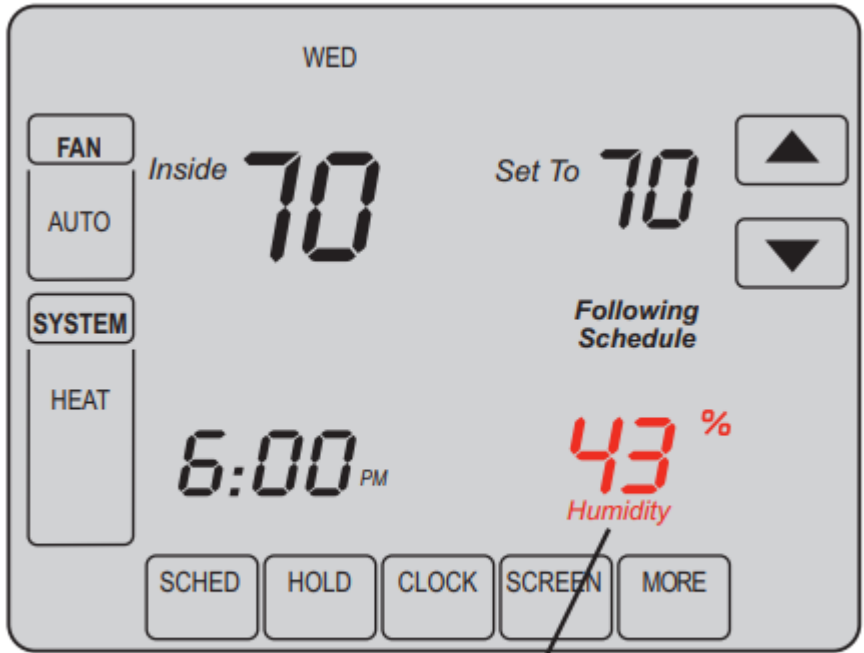 WED
FAN
Inside 70 Set To 70
AUTO
SYSTEM
Following
Schedule
HEAT
6:00 PM 43 %
Humidity
SCHED HOLD CLOCK SCREEN MORE